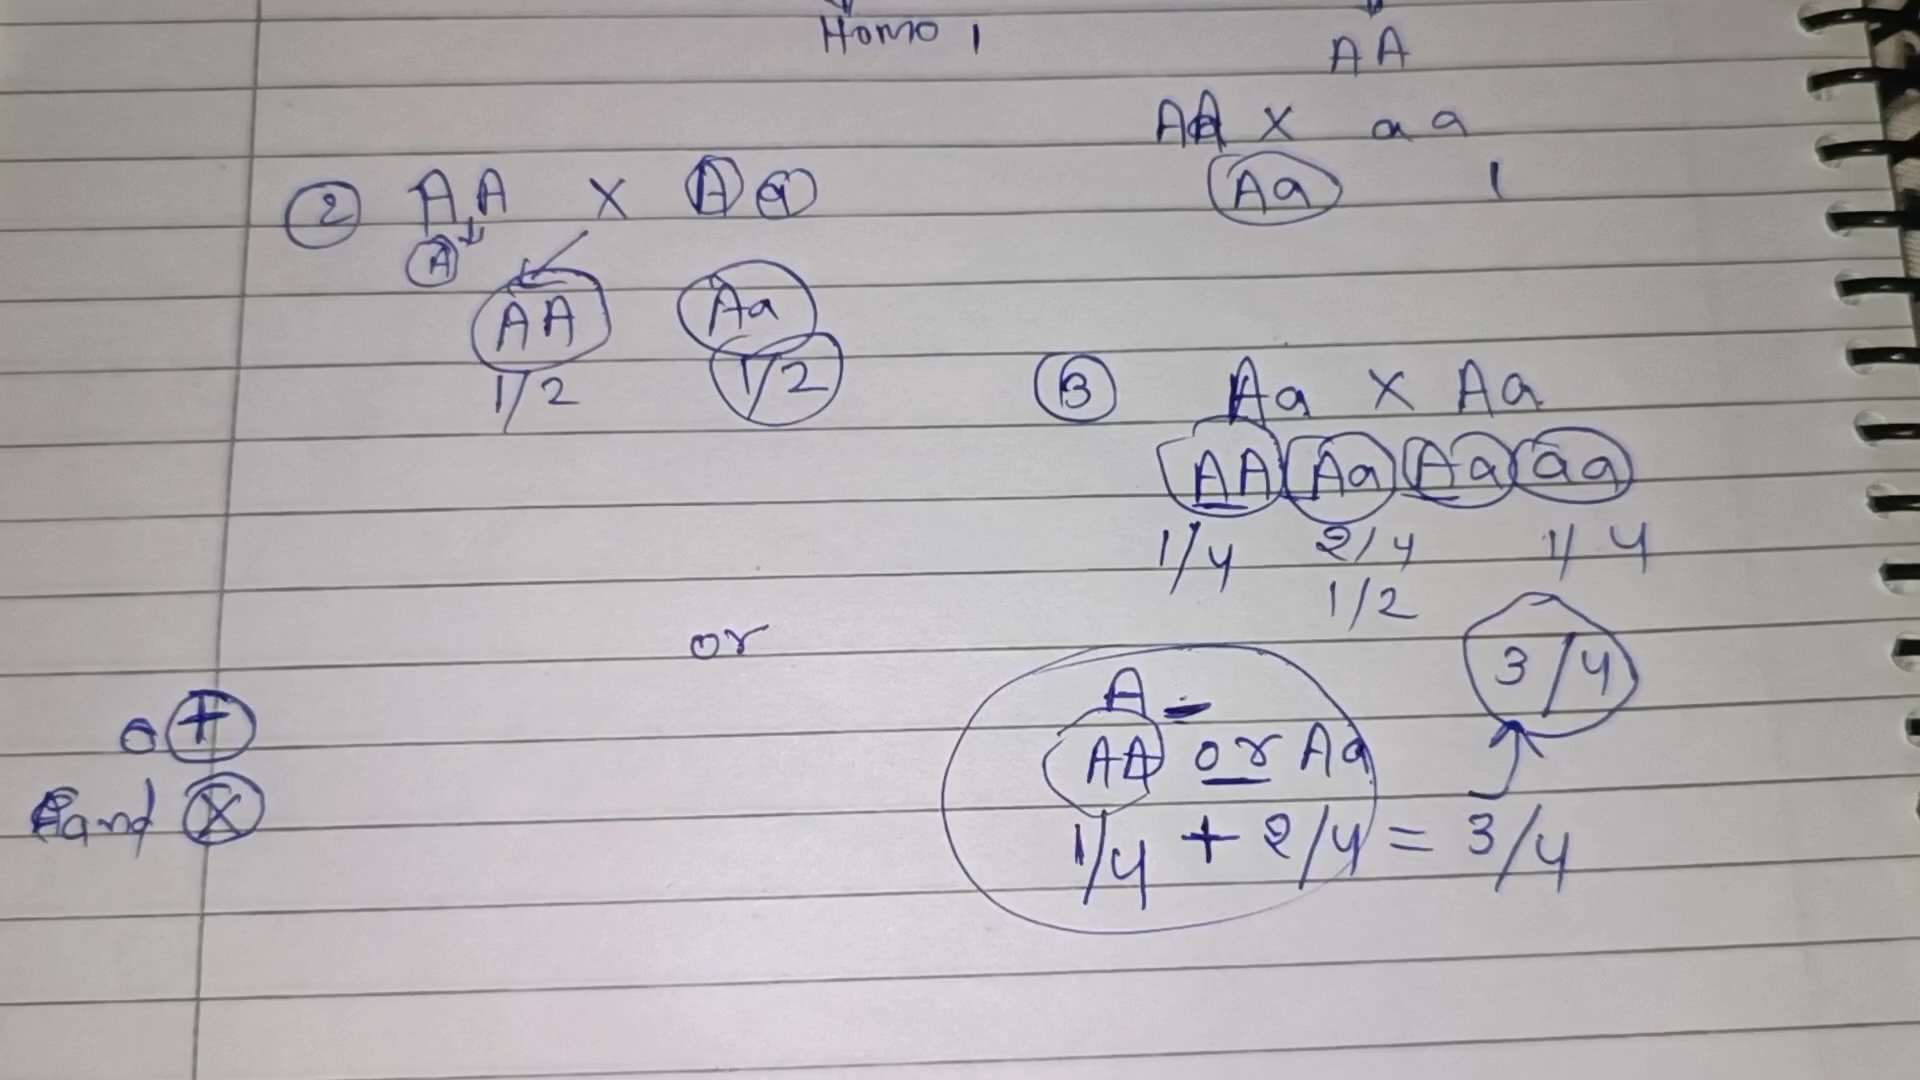 Homo 1
AA
AA X aa
Aa 1
2 AA X Aa
A
AA Aa
1/2 1/2
3 Aa X Aa
AA Aa Aa aa
1/4 2/4 1/4
1/2
or
3/4
A -
o +
AA or Aa
and X
1/4 + 2/4 = 3/4